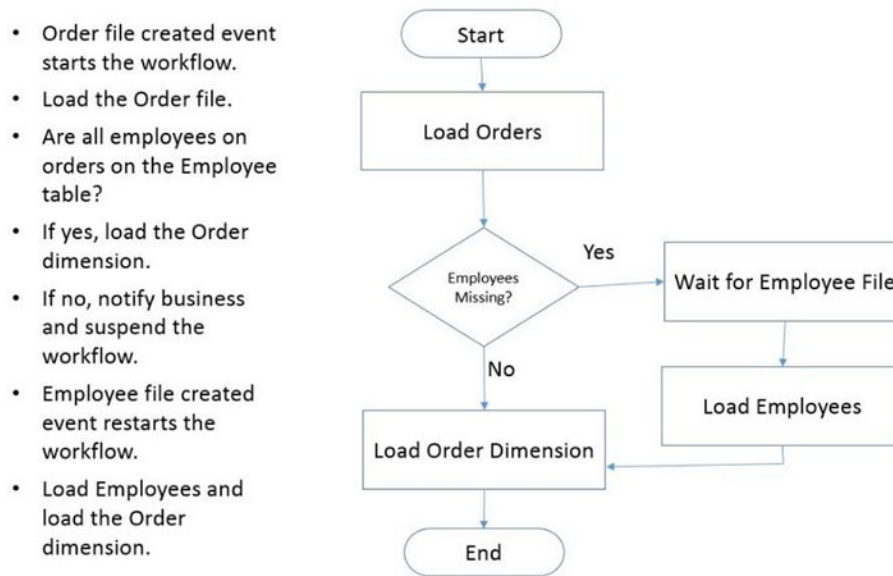 • Order file created event
starts the workflow.
• Load the Order file.
• Are all employees on
orders on the Employee
table?
• If yes, load the Order
dimension.
• If no, notify business
and suspend the
workflow.
• Employee file created
event restarts the
workflow.
• Load Employees and
load the Order
dimension.
Start
Load Orders
Employees
Missing?
Yes
Wait for Employee File
No
Load Employees
Load Order Dimension
End